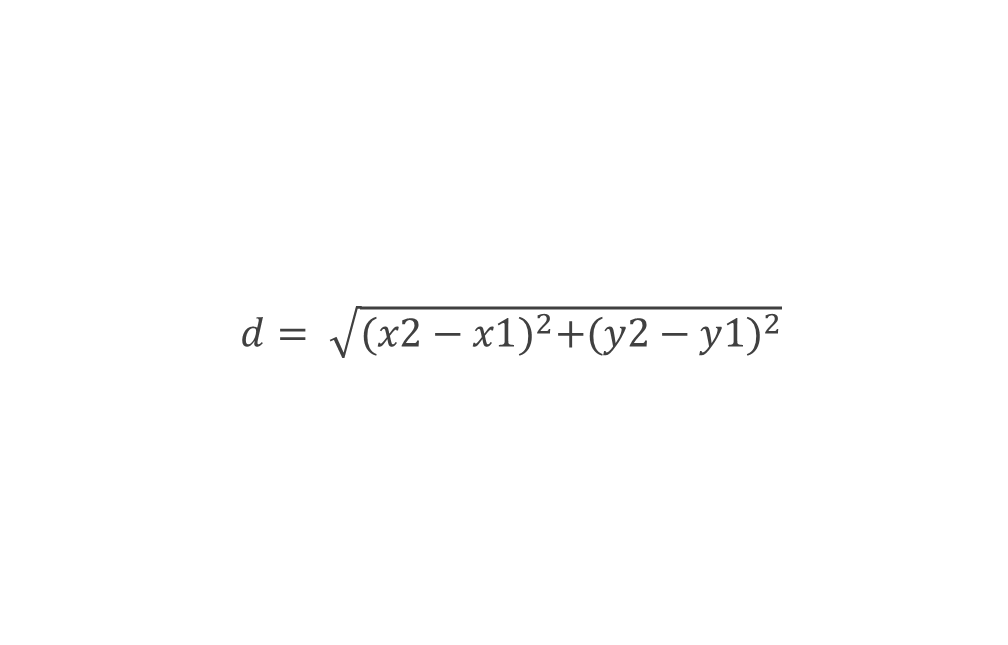 d = √(x2 − x1)²+(y2 − y1)²